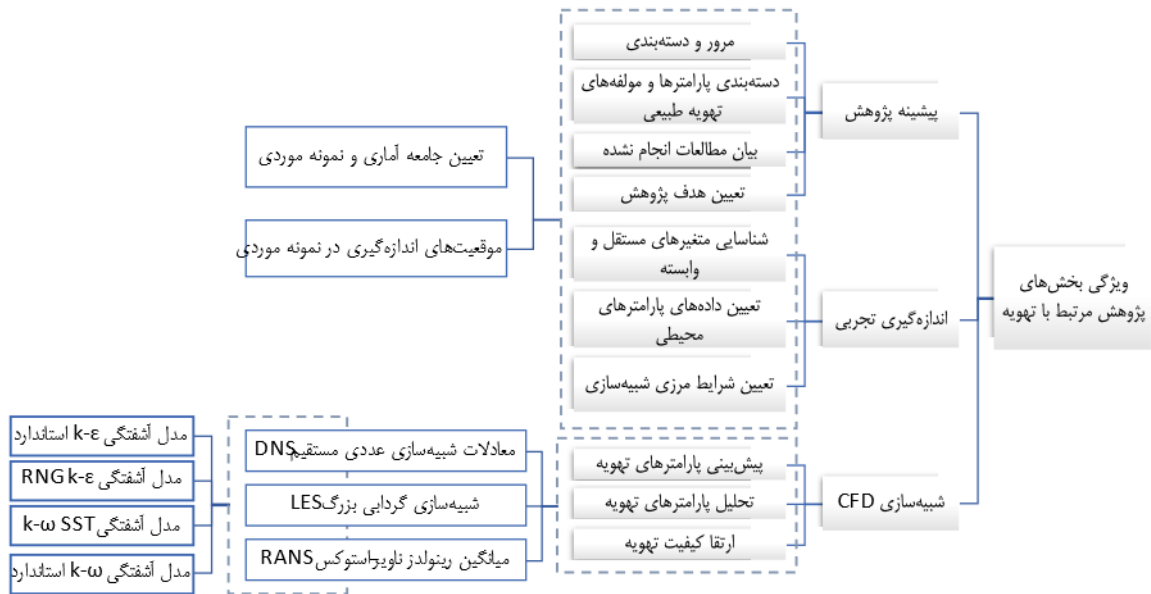 ویژگی بخش‌های
پژوهش مرتبط با تهویه
پیشینه پژوهش
مرور و دسته‌بندی
دسته‌بندی پارامترها و مولفه‌های
تهویه طبیعی
بیان مطالعات انجام نشده
تعیین هدف پژوهش
اندازه‌گیری تجربی
شناسایی متغیرهای مستقل و
وابسته
تعیین داده‌های پارامترهای
محیطی
تعیین شرایط مرزی شبیه‌سازی
تعیین جامعه آماری و نمونه موردی
موقعیت‌های اندازه‌گیری در نمونه موردی
شبیه‌سازی CFD
پیش‌بینی پارامترهای تهویه
تحلیل پارامترهای تهویه
ارتقا کیفیت تهویه
معادلات شبیه‌سازی عددی مستقیمDNS
شبیه‌سازی گردابی بزرگLES
میانگین رینولدز ناویراستوکسRANS
مدل آشفتگی k-ε استاندارد
مدل آشفتگی RNG k-ε
مدل آشفتگیk-ω SST
مدل آشفتگی k-ω استاندارد